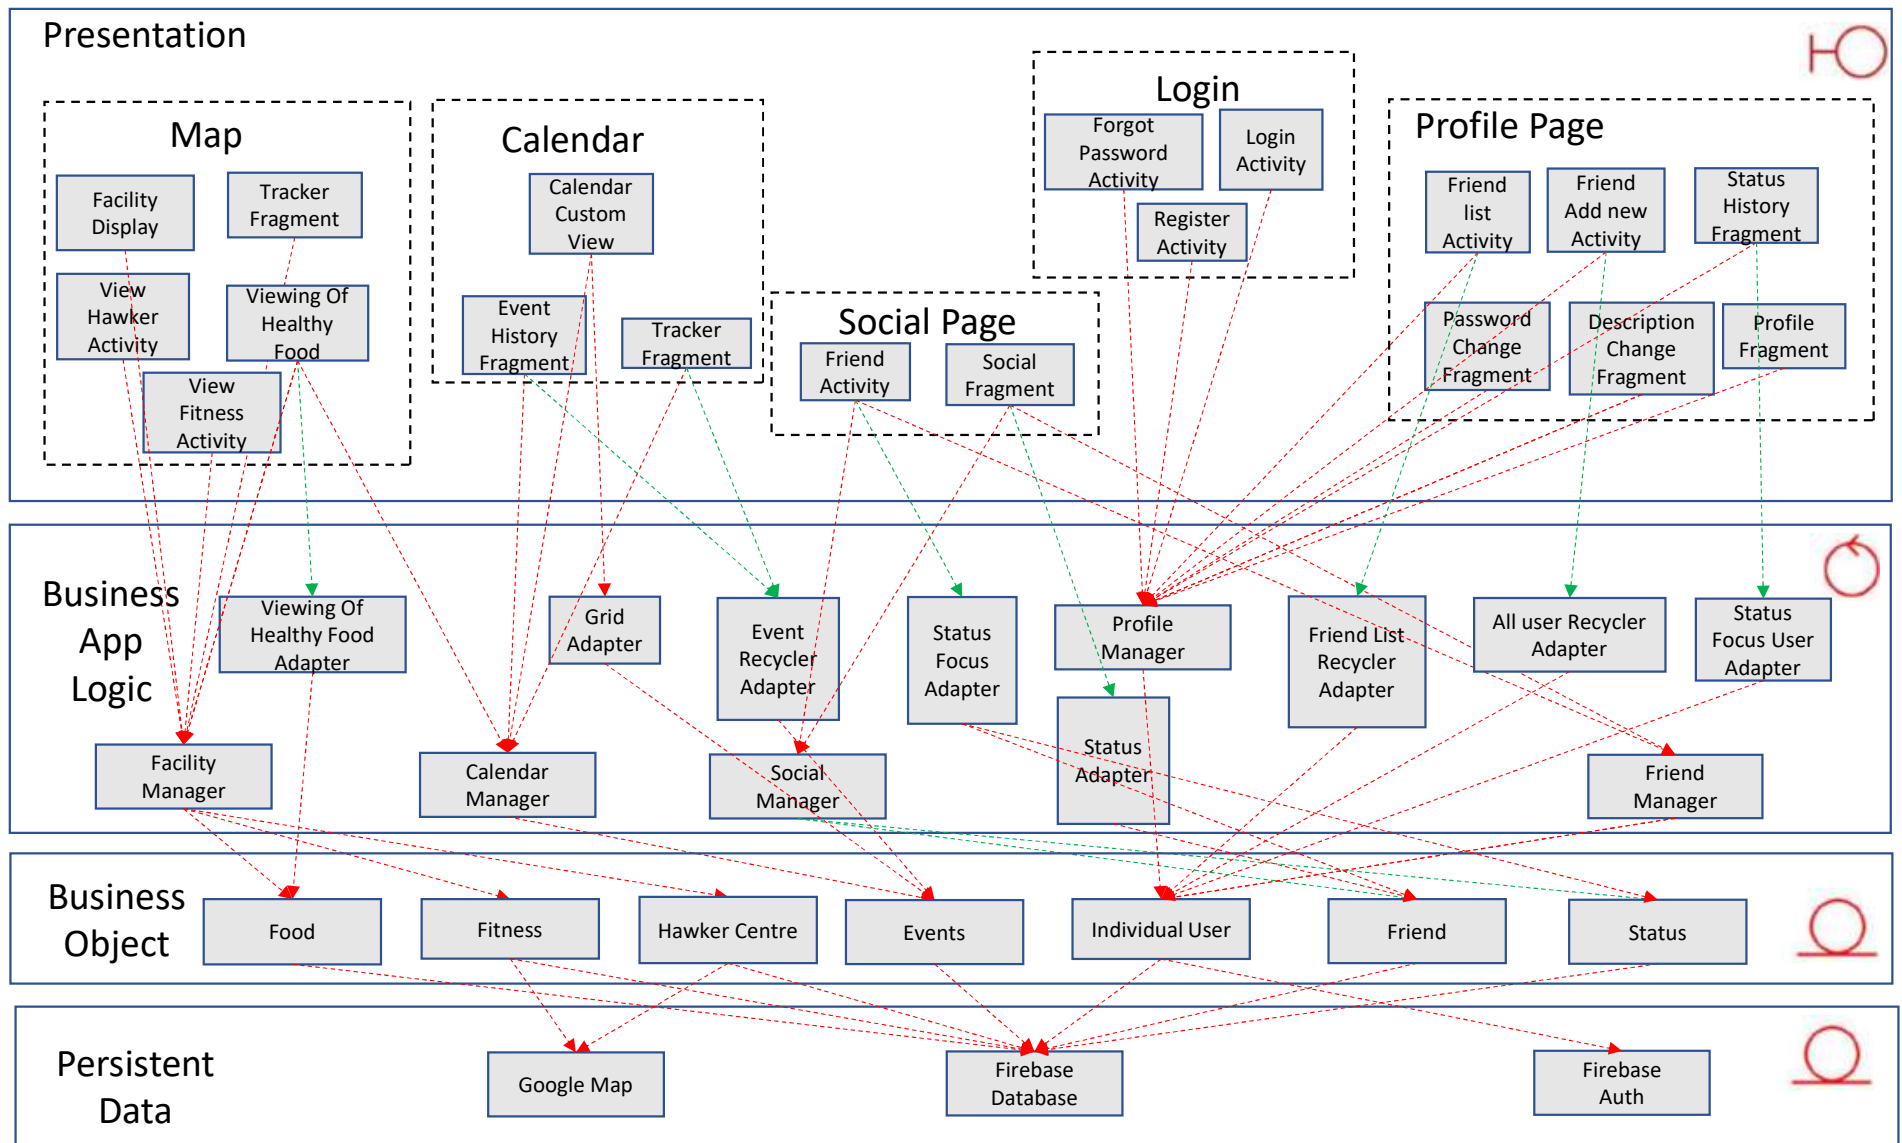 Presentation
Map
Facility
Display
Tracker
Fragment
View
Hawker
Activity
Viewing Of
Healthy
Food
View
Fitness
Activity
Calendar
Calendar
Custom
View
Event
History
Fragment
Tracker
Fragment
Social Page
Friend
Activity
Social
Fragment
Login
Forgot
Password
Activity
Login
Activity
Register
Activity
Profile Page
Friend
list
Activity
Friend
Add new
Activity
Status
History
Fragment
Password
Change
Fragment
Description
Change
Fragment
Profile
Fragment
Business
App
Logic
Viewing Of
Healthy Food
Adapter
Grid
Adapter
Event
Recycler
Adapter
Status
Focus
Adapter
Profile
Manager
Friend List
Recycler
Adapter
All user Recycler
Adapter
Status
Focus User
Adapter
Facility
Manager
Calendar
Manager
Social
Manager
Status
Adapter
Friend
Manager
Business
Object
Food
Fitness
Hawker Centre
Events
Individual User
Friend
Status
Persistent
Data
Google Map
Firebase
Database
Firebase
Auth